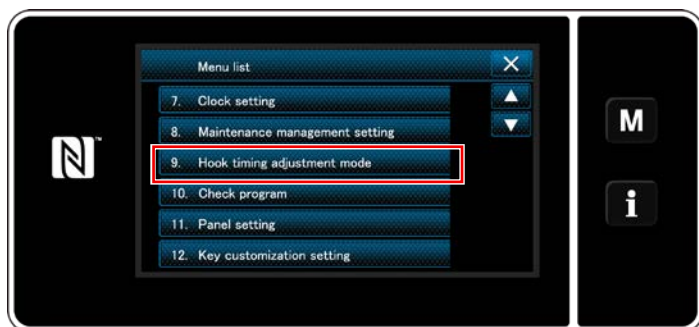 Menu list
X
7. Clock setting
8. Maintenance management setting
9. Hook timing adjustment mode
10. Check program
11. Panel setting
12. Key customization setting
N™
M
i